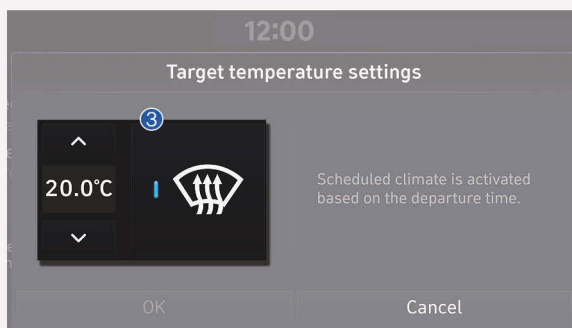 12:00
Target temperature settings
3
20.0°C
Scheduled climate is activated
based on the departure time.
OK
Cancel